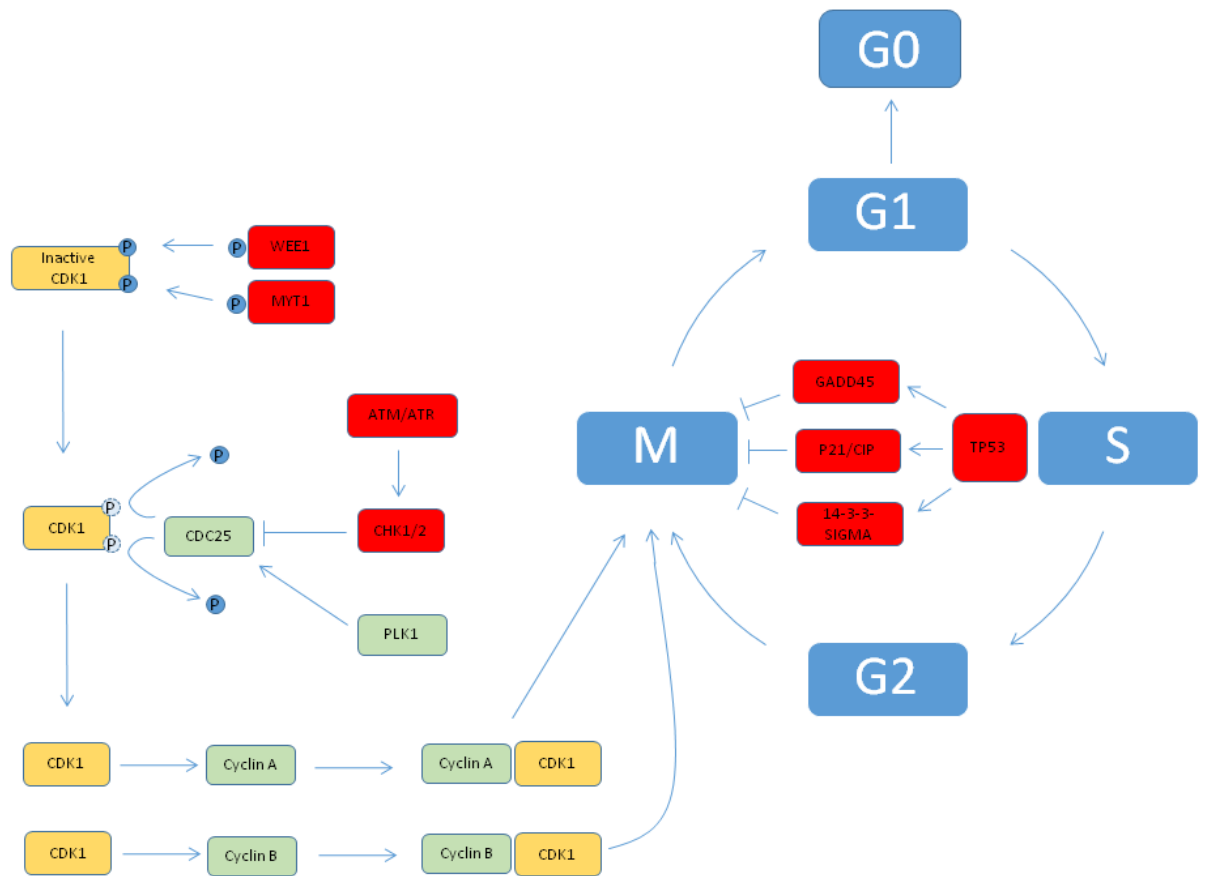 G0
G1
P
WEE1
P
Inactive
CDK1
P
P
MYT1
GADD45
ATM/ATR
M
P21/CIP
TP53
S
P
P
CDK1
P
CDC25
CHK1/2
14-3-3-
SIGMA
P
PLK1
G2
CDK1
Cyclin A
Cyclin A
CDK1
CDK1
Cyclin B
Cyclin B
CDK1